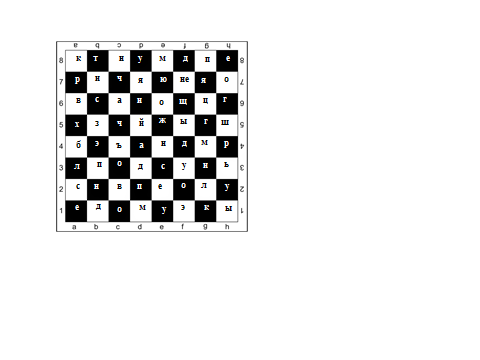 a b c d e f g h
8 к т н у м д п е 8
7 р и ч я ю не я о 7
6 в с а н о щ ц г 6
5 х з ч й ж ы г ш 5
4 б э ъ а н д м р 4
3 л п о д с у н ь 3
2 с и в п е о л у 2
1 е д о м у э к ы 1
a b c d e f g h